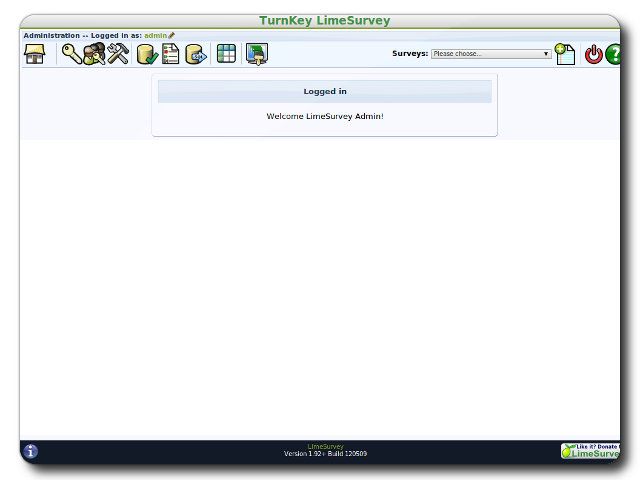 TurnKey LimeSurvey
Administration -- Logged in as: admin
Surveys: Please choose...
Logged in
Welcome LimeSurvey Admin!
LimeSurvey
Version 1.92+ Build 120509
Like it? Donate
LimeSurve